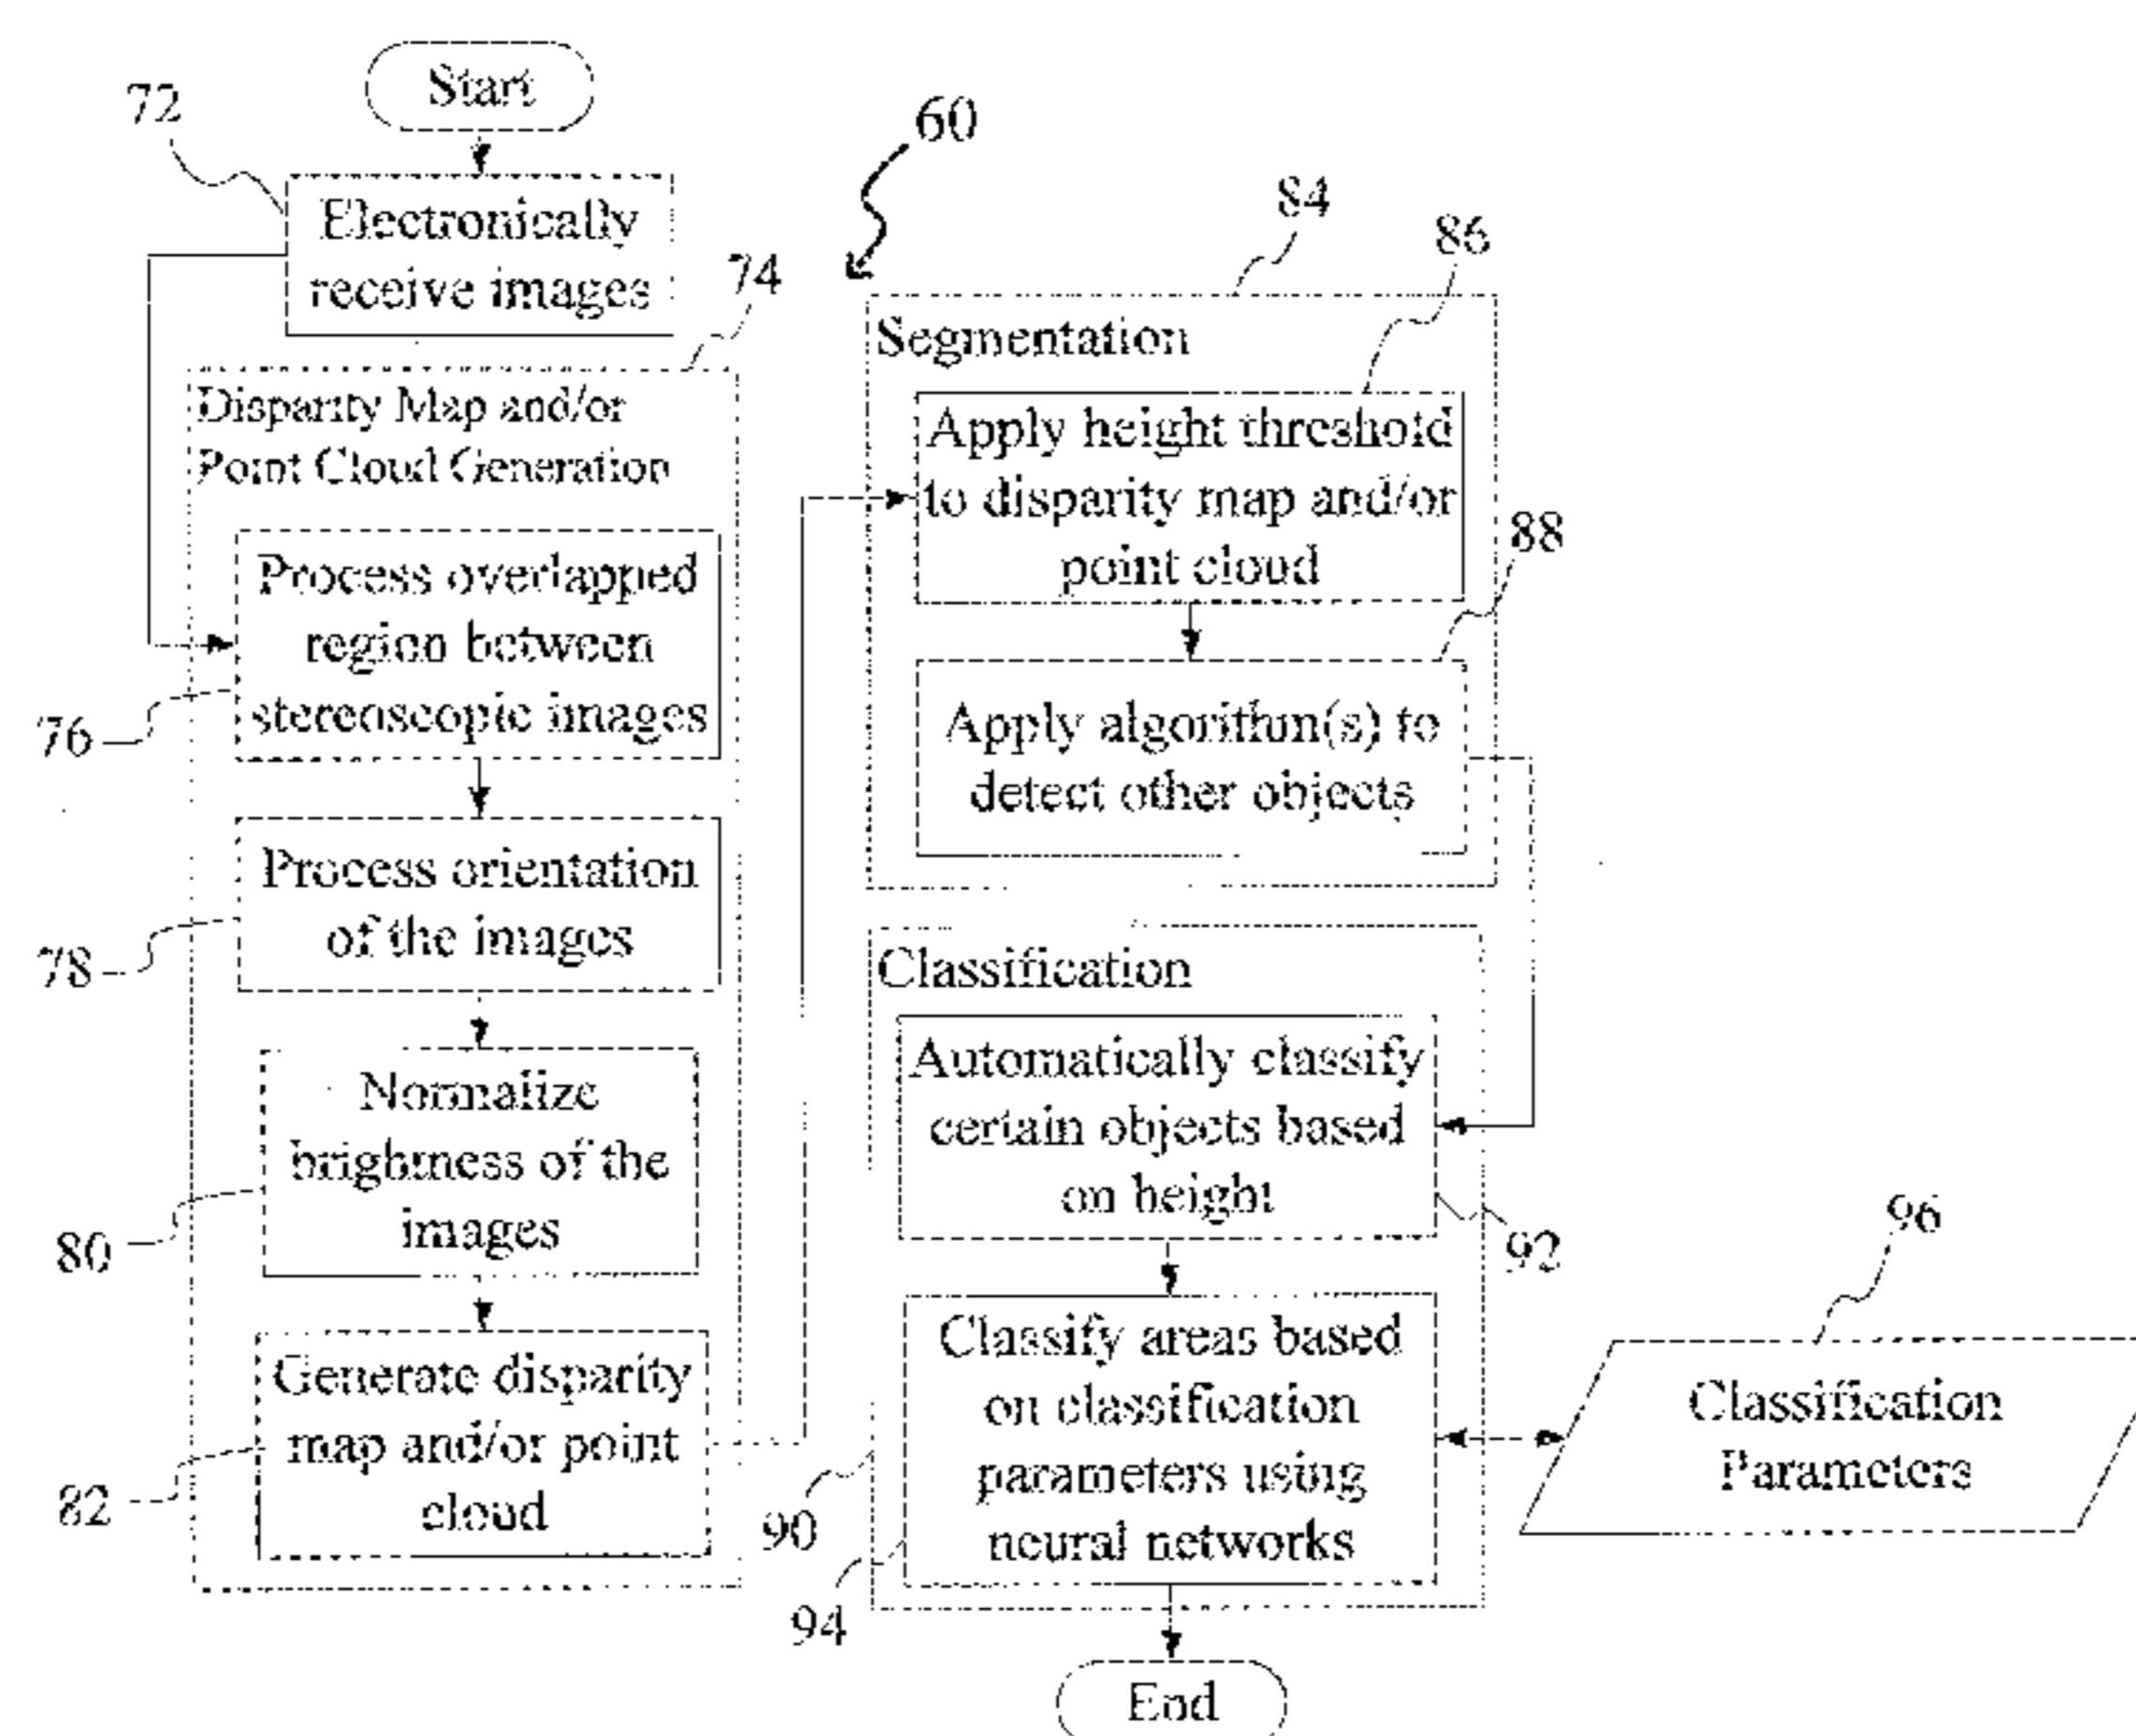 Start
72
Electronically
receive images
60
74
Disparity Map and/or
Point Cloud Generation
Process overlapped
region between
stereoscopic images
76
Process orientation
of the images
78
Normalize
brightness of the
images
80
Generate disparity
map and/or point
cloud
82
84
Segmentation
86
Apply height threshold
to disparity map and/or
point cloud
88
Apply algorithm(s) to
detect other objects
Classification
Automatically classify
certain objects based
on height
92
Classify areas based
on classification
parameters using
neural networks
90
94
96
Classification
Parameters
End